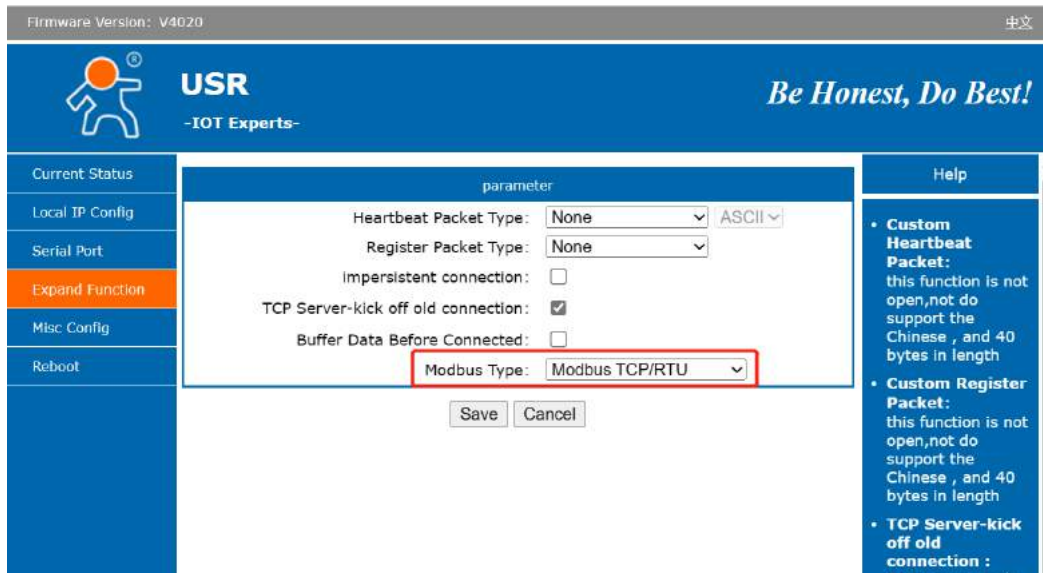 Firmware Version: V4020
中文
®
USR
-IOT Experts-
Be Honest, Do Best!
Current Status
Local IP Config
Serial Port
Expand Function
Misc Config
Reboot
parameter
Heartbeat Packet Type: None ASCII
Register Packet Type: None
impersistent connection:
TCP Server-kick off old connection:
Buffer Data Before Connected:
Modbus Type: Modbus TCP/RTU
Save Cancel
Help
• Custom
Heartbeat
Packet:
this function is not
open,not do
support the
Chinese , and 40
bytes in length
• Custom Register
Packet:
this function is not
open,not do
support the
Chinese , and 40
bytes in length
• TCP Server-kick
off old
connection :